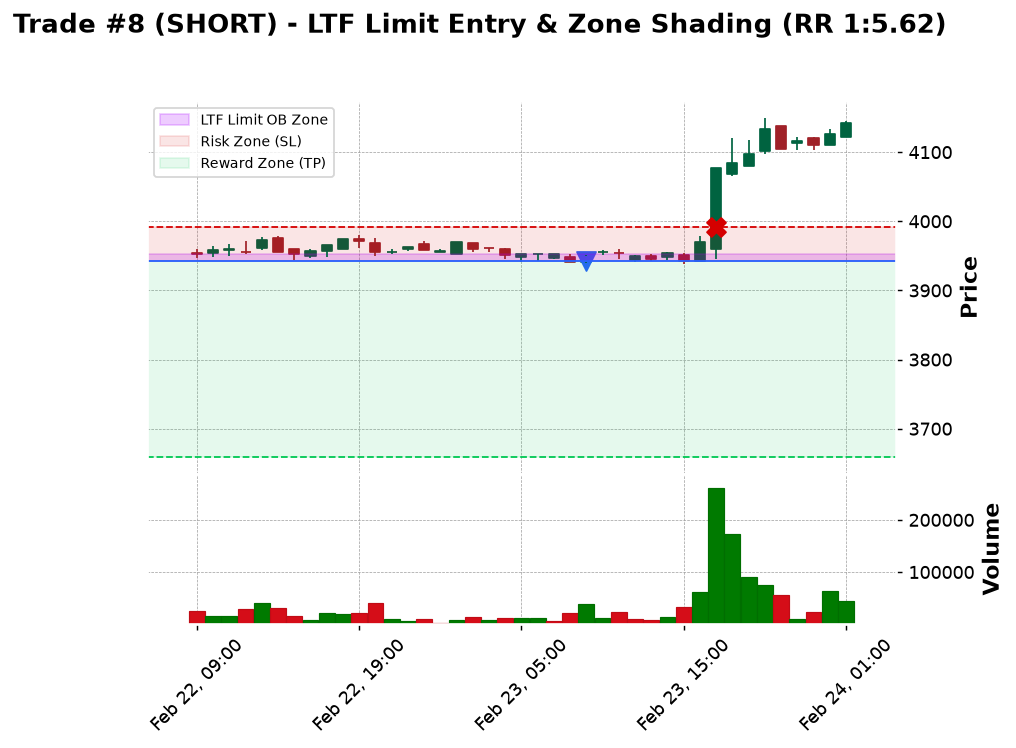 Trade #8 (SHORT) - LTF Limit Entry & Zone Shading (RR 1:5.62)
LTF Limit OB Zone
Risk Zone (SL)
Reward Zone (TP)
4100
4000
3900
3800
3700
Price
200000
100000
Volume
Feb 22, 09:00
Feb 22, 19:00
Feb 23, 05:00
Feb 23, 15:00
Feb 24, 01:00